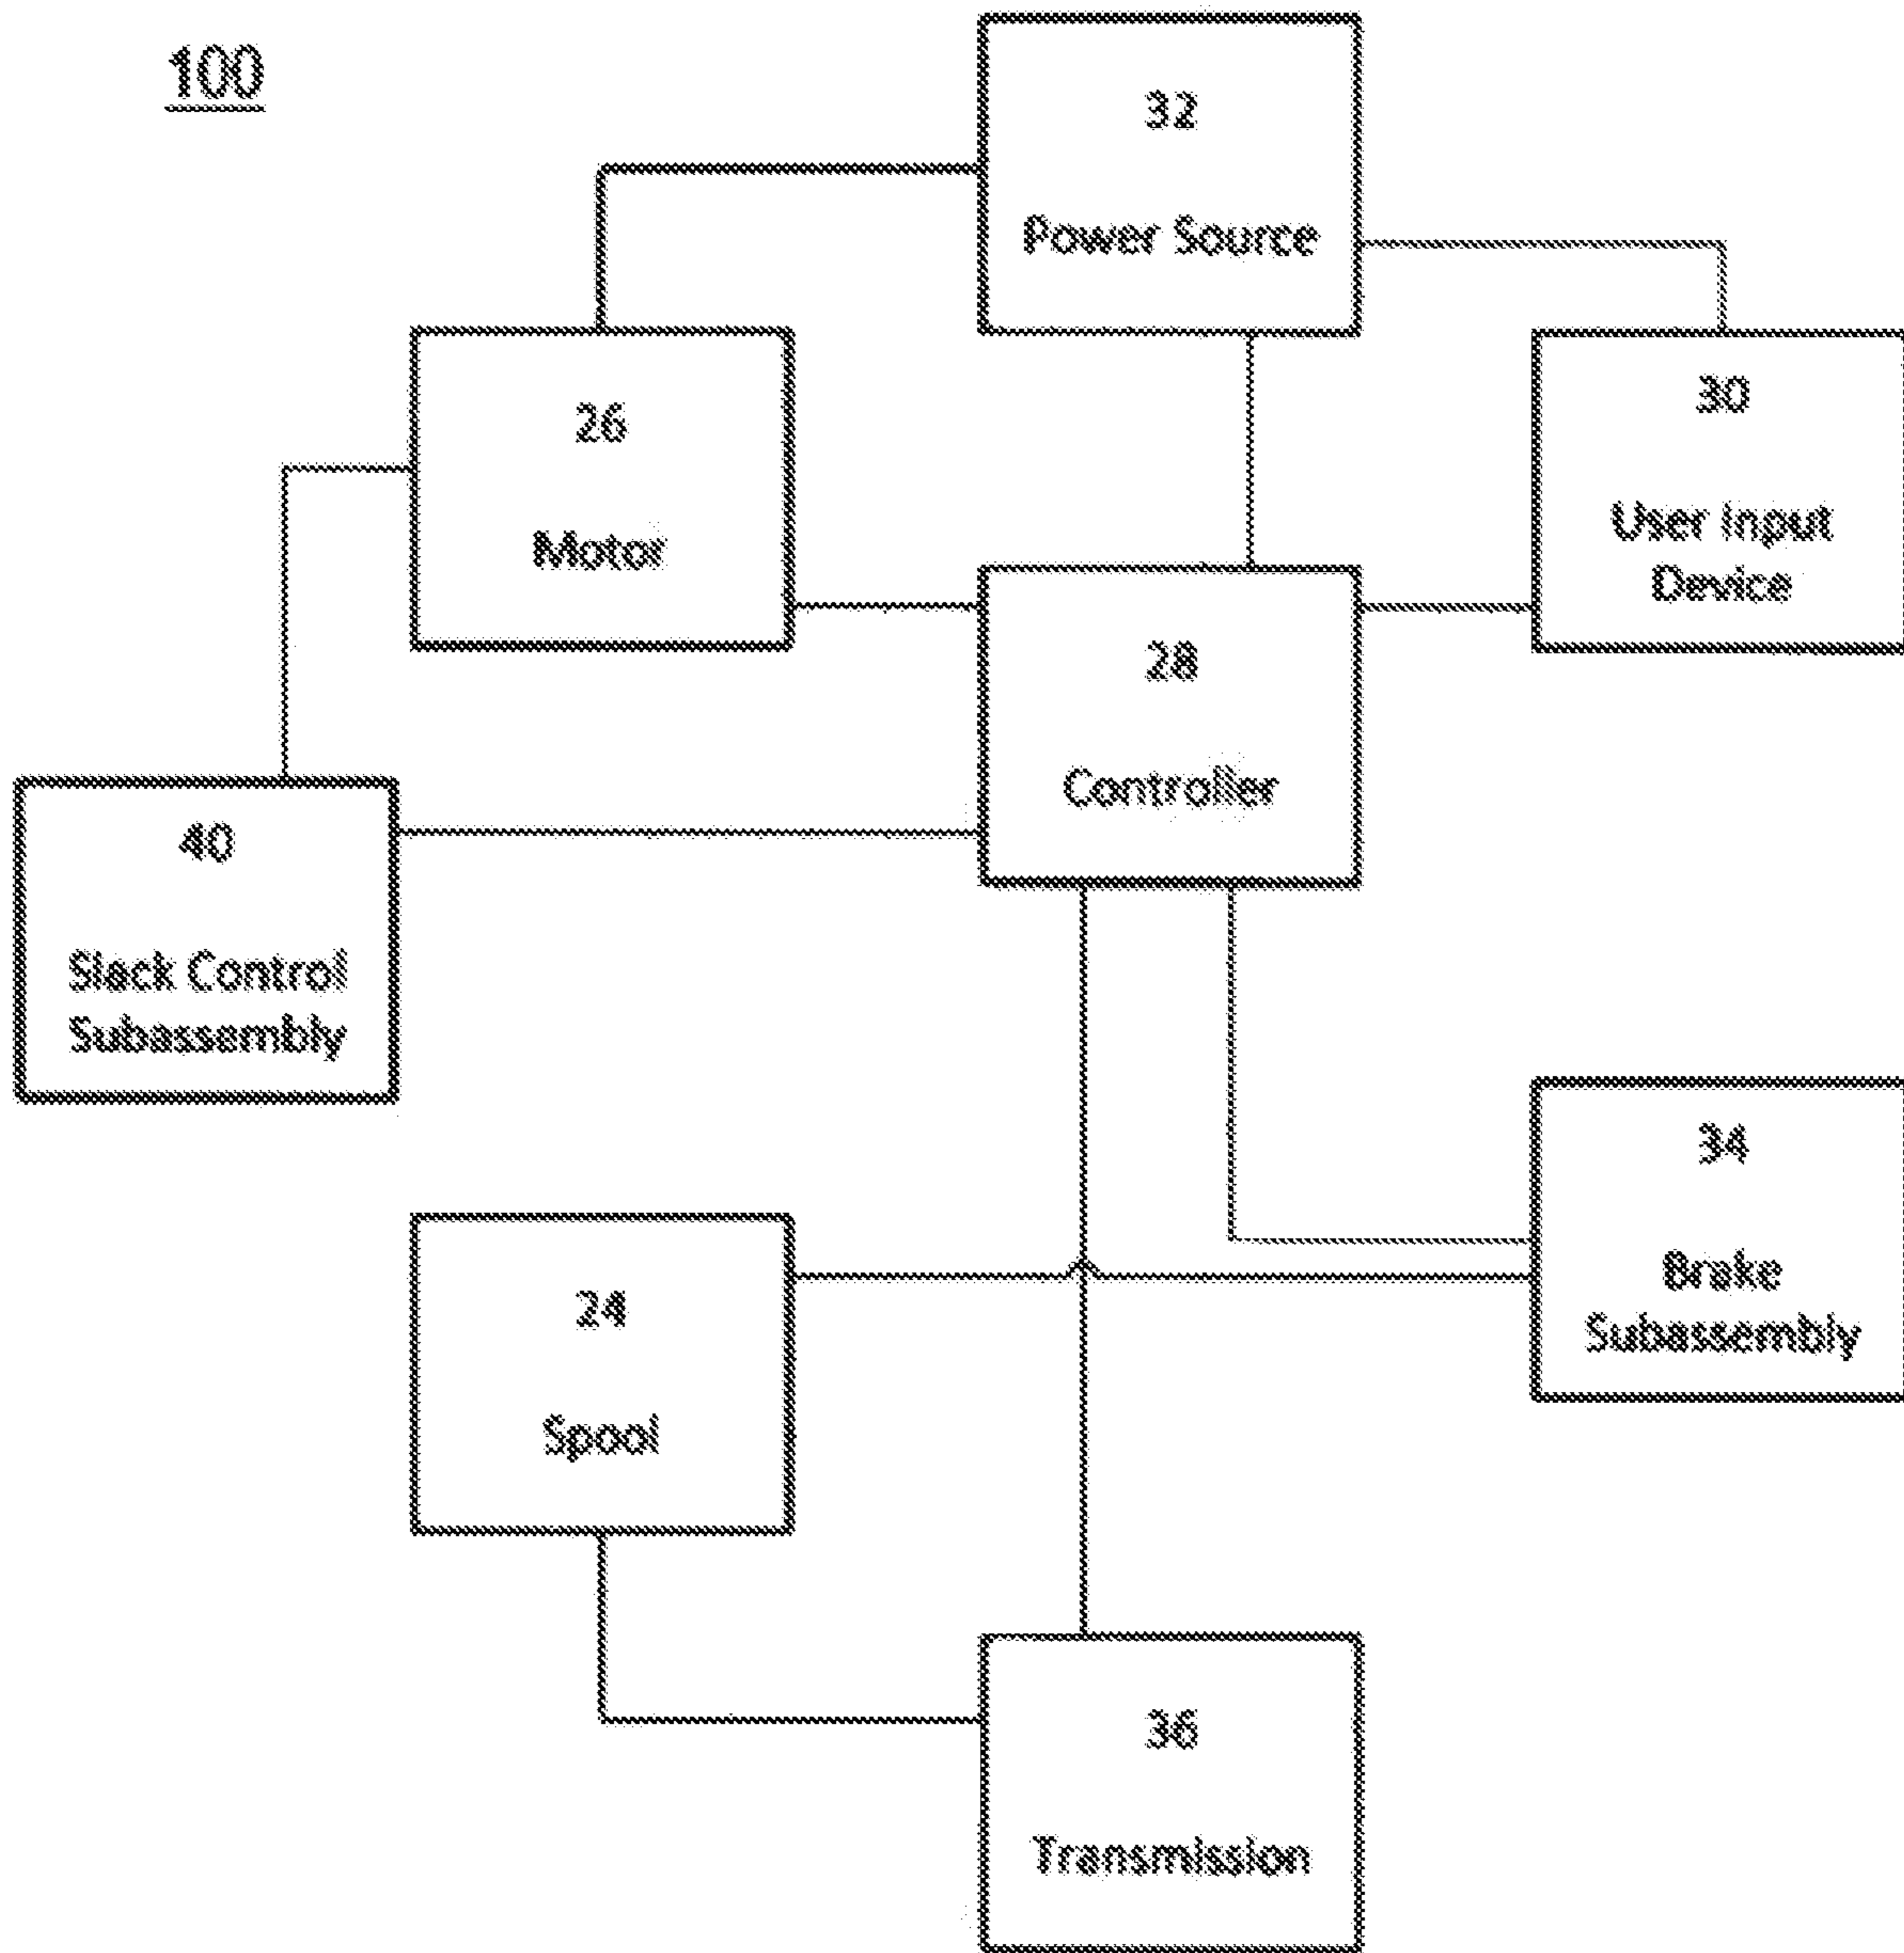 100
32
Power Source
26
Motor
30
User Input
Device
28
Controller
40
Slack Control
Subassembly
34
Brake
Subassembly
24
Spool
36
Transmission